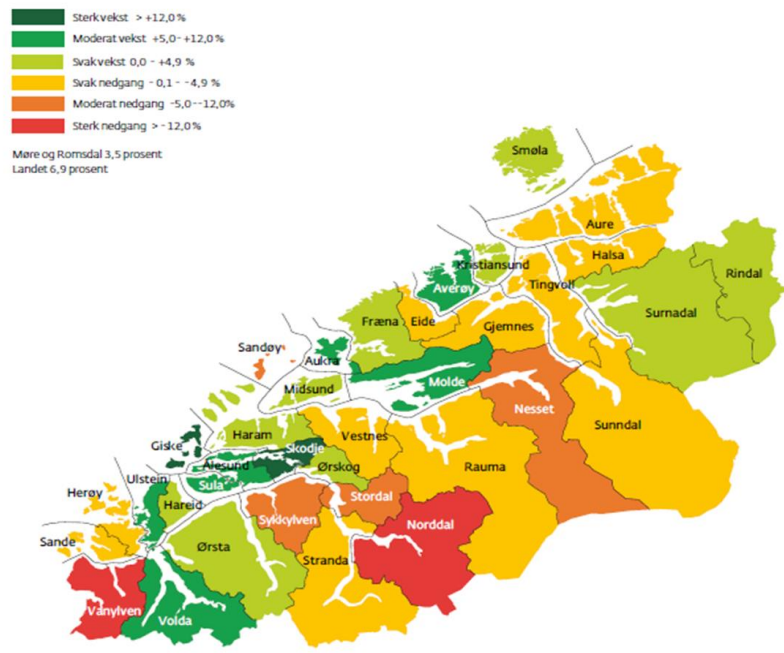 Sterk vekst > +12,0 %
Moderat vekst +5,0 - +12,0%
Svak vekst 0,0 - +4,9 %
Svak nedgang - 0,1 - -4,9 %
Moderat nedgang -5,0--12,0%
Sterk nedgang > - 12,0 %
Møre og Romsdal 3,5 prosent
Landet 6,9 prosent
Smøla
Aure
Halsa
Kristiansund
Rindal
Averøy
Tingvoll
Surnadal
Fræna
Eide
Gjemnes
Sandøy
Aukra
Midsund
Molde
Nesset
Sunndal
Haram
Vestnes
Giske
Skodje
Ålesund
Ørskog
Rauma
Ulstein
Sula
Herøy
Hareid
Stordal
Sykkylven
Norddal
Sande
Ørsta
Stranda
Vanylven
Volda